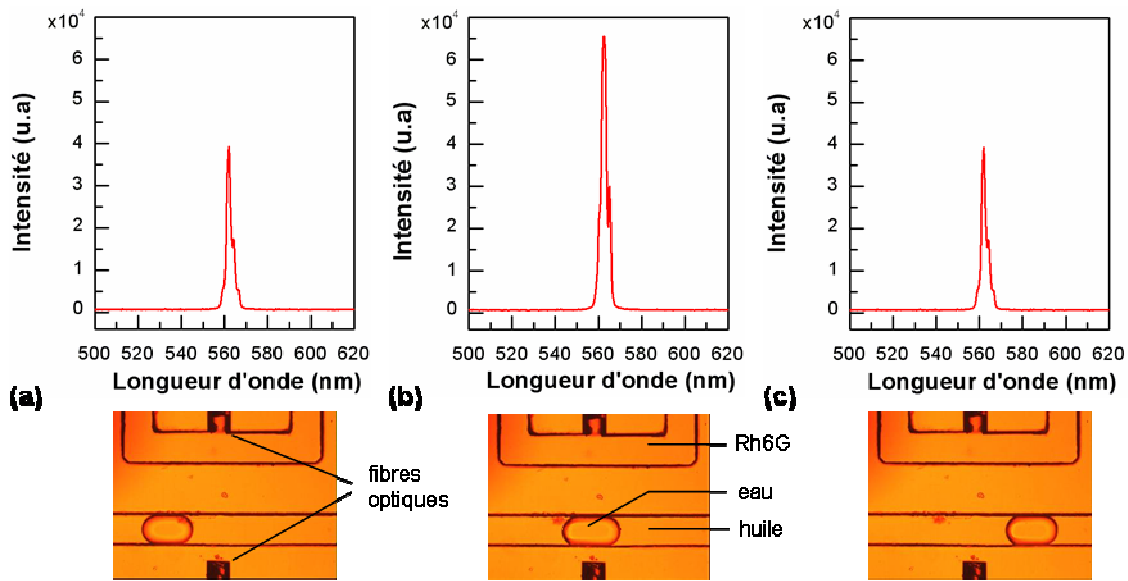 x10⁴
6
5
4
3
2
1
0
Intensité (u.a)
500 520 540 560 580 600 620
Longueur d'onde (nm)
(a)
x10⁴
6
5
4
3
2
1
0
Intensité (u.a)
500 520 540 560 580 600 620
Longueur d'onde (nm)
(b)
x10⁴
6
5
4
3
2
1
0
Intensité (u.a)
500 520 540 560 580 600 620
Longueur d'onde (nm)
(c)
fibres
optiques
Rh6G
eau
huile